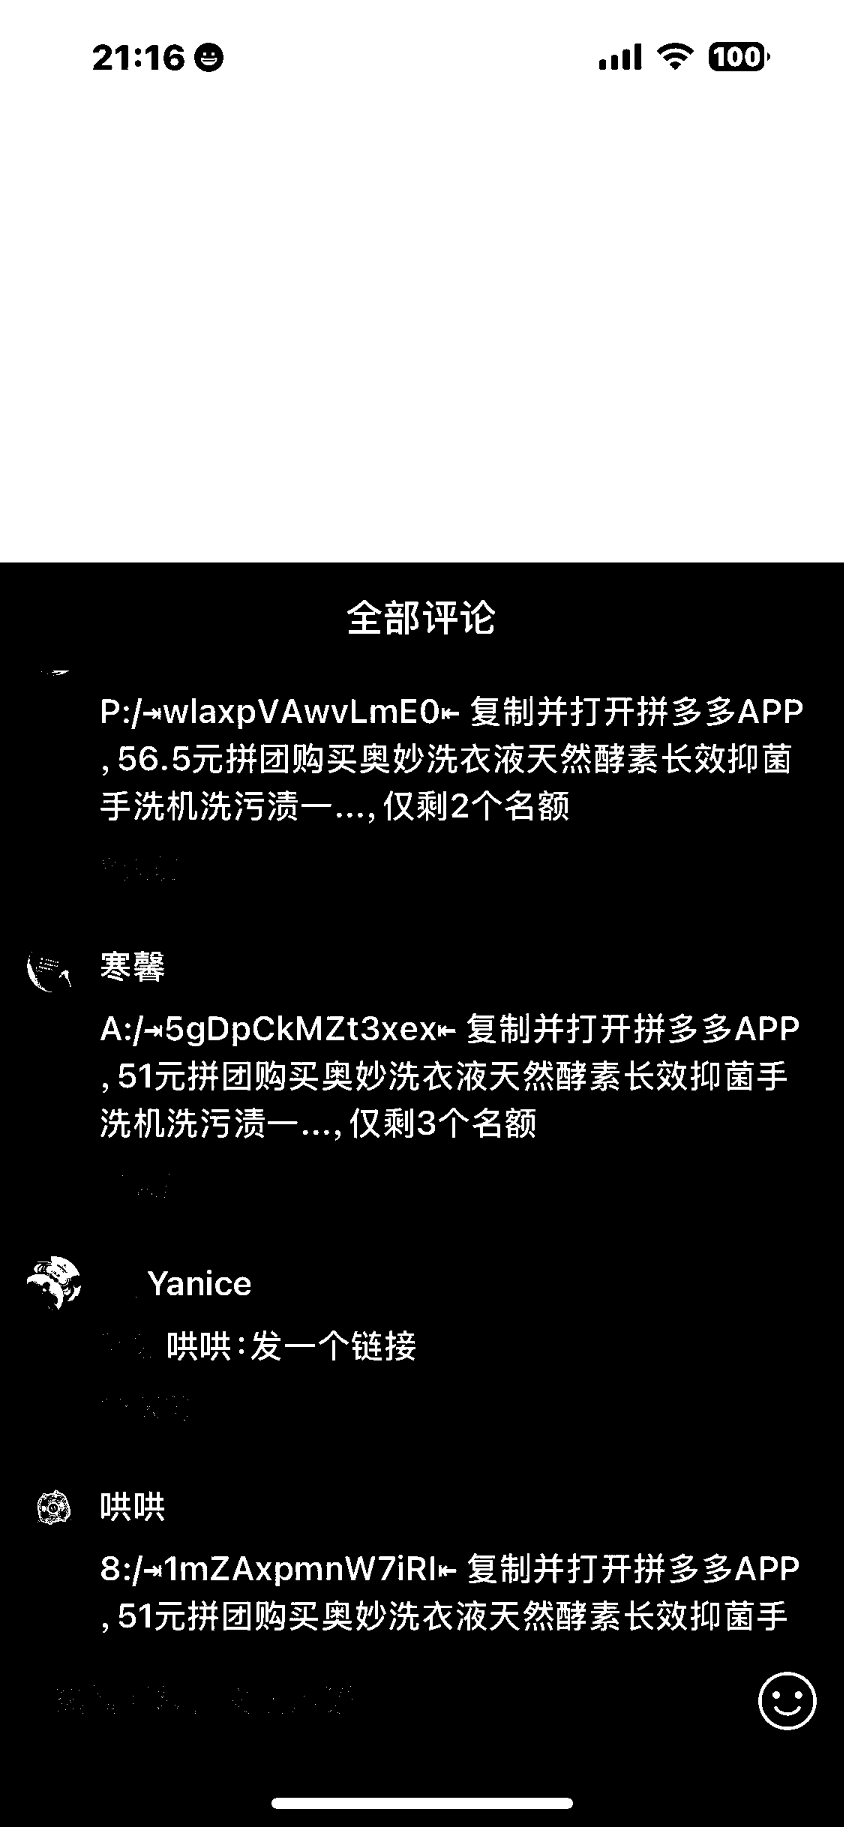 21:16
100
全部评论
P:/⇥wlaxpVAwvLmE0⇤ 复制并打开拼多多APP
,56.5元拼团购买奥妙洗衣液天然酵素长效抑菌
手洗机洗污渍一...,仅剩2个名额
寒馨
A:/⇥5gDpCkMZt3xex⇤ 复制并打开拼多多APP
,51元拼团购买奥妙洗衣液天然酵素长效抑菌手
洗机洗污渍一...,仅剩3个名额
Yanice
哄哄:发一个链接
哄哄
8:/⇥1mZAxpmnW7iRI⇤ 复制并打开拼多多APP
,51元拼团购买奥妙洗衣液天然酵素长效抑菌手